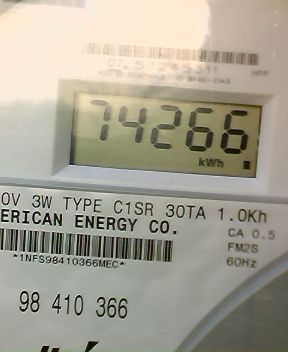 74266
kWh
0V 3W TYPE C1SR 30TA 1.0Kh
ERICAN ENERGY CO.
CA 0.5
FM2S
*1NFS98410366MEC*
60Hz
98 410 366